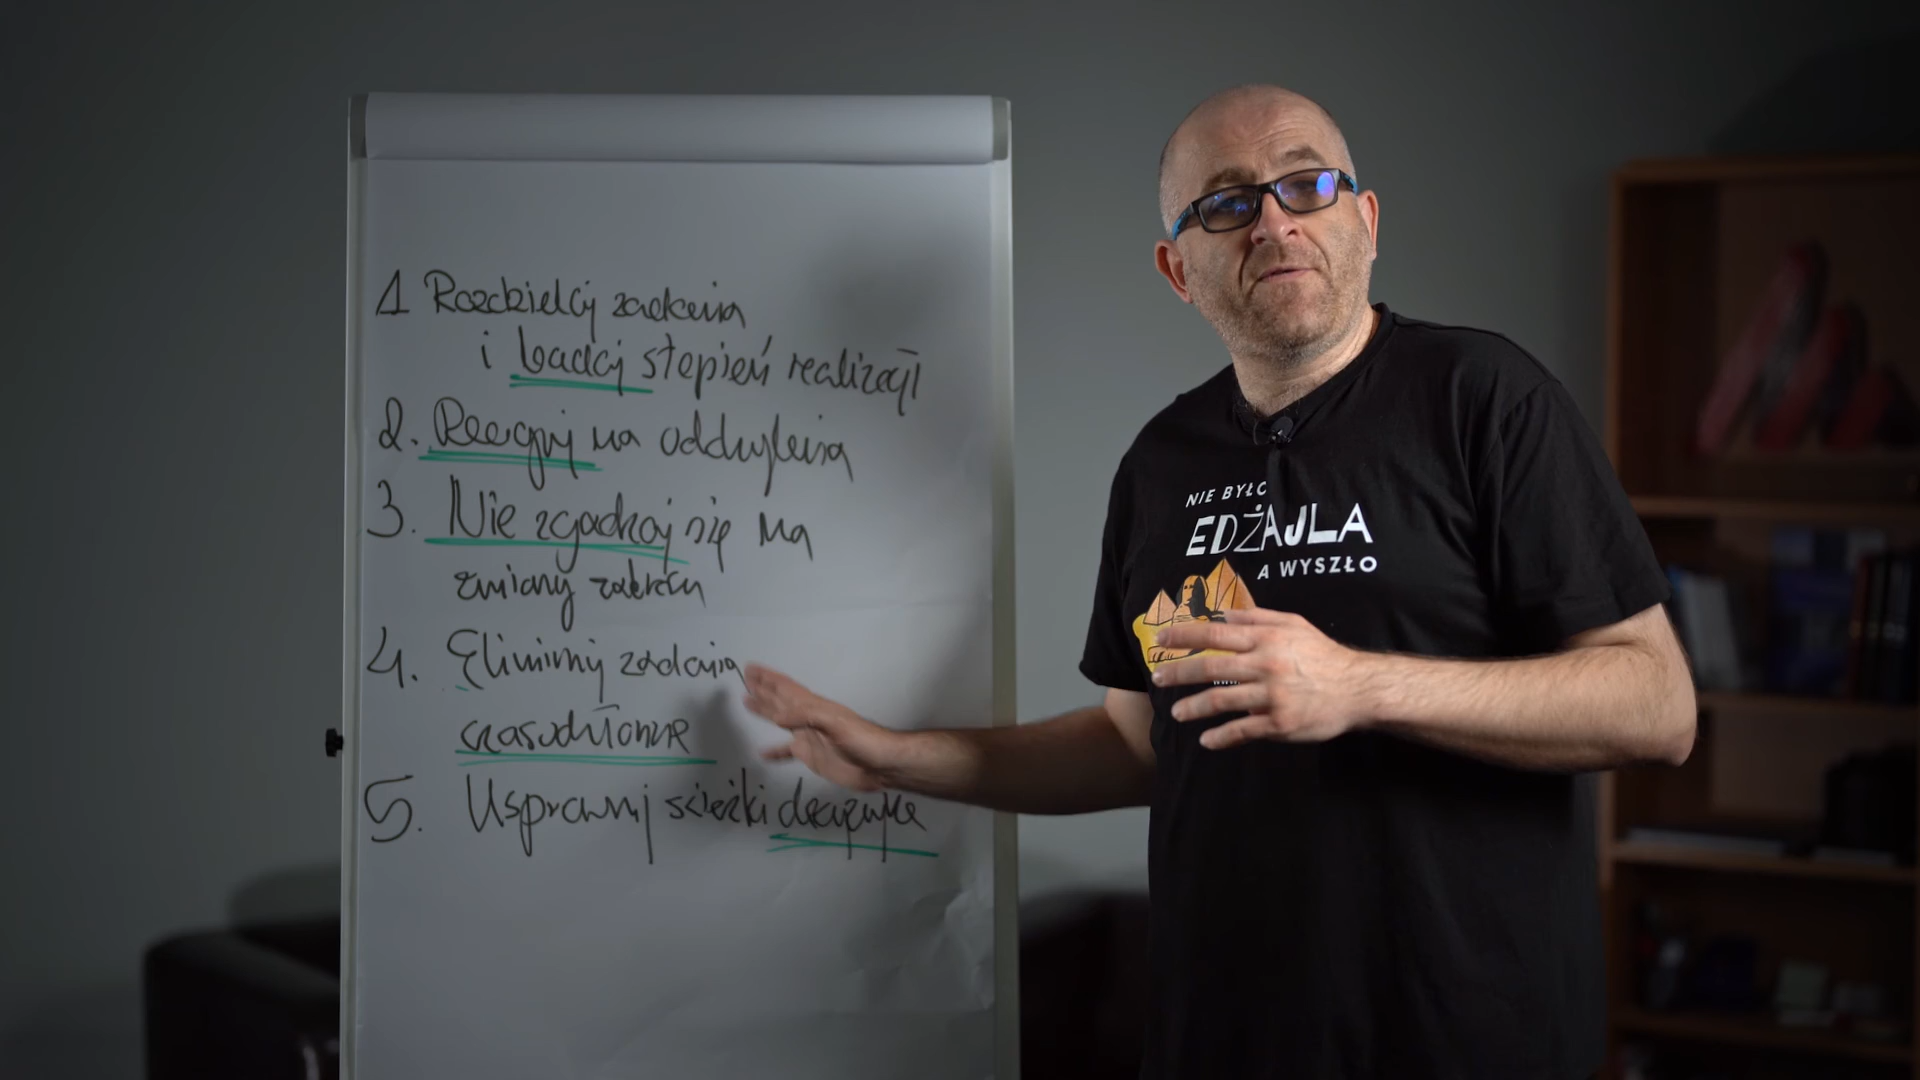 1 Rozdzielaj zadania
i badaj stopień realizacji
2. Reaguj na odchylenia
3. Nie zgadzaj się na
zmiany zakresu
4. Eliminuj zadania
czasochłonne
5. Usprawnij ścieżki decyzyjne
NIE BYŁO
EDŻAJLA
A WYSZŁO